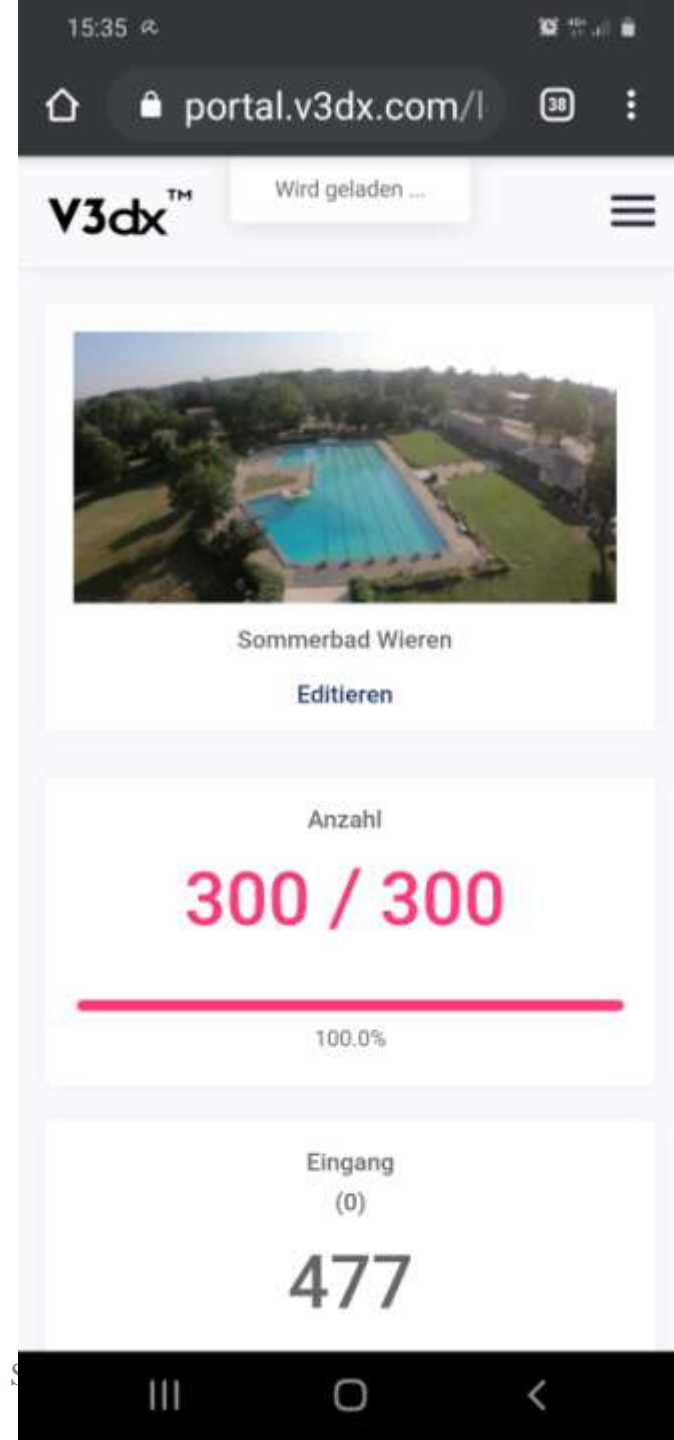 15:35
portal.v3dx.com/l
38
Wird geladen ...
V3dx™
Sommerbad Wieren
Editieren
Anzahl
300 / 300
100.0%
Eingang
(0)
477